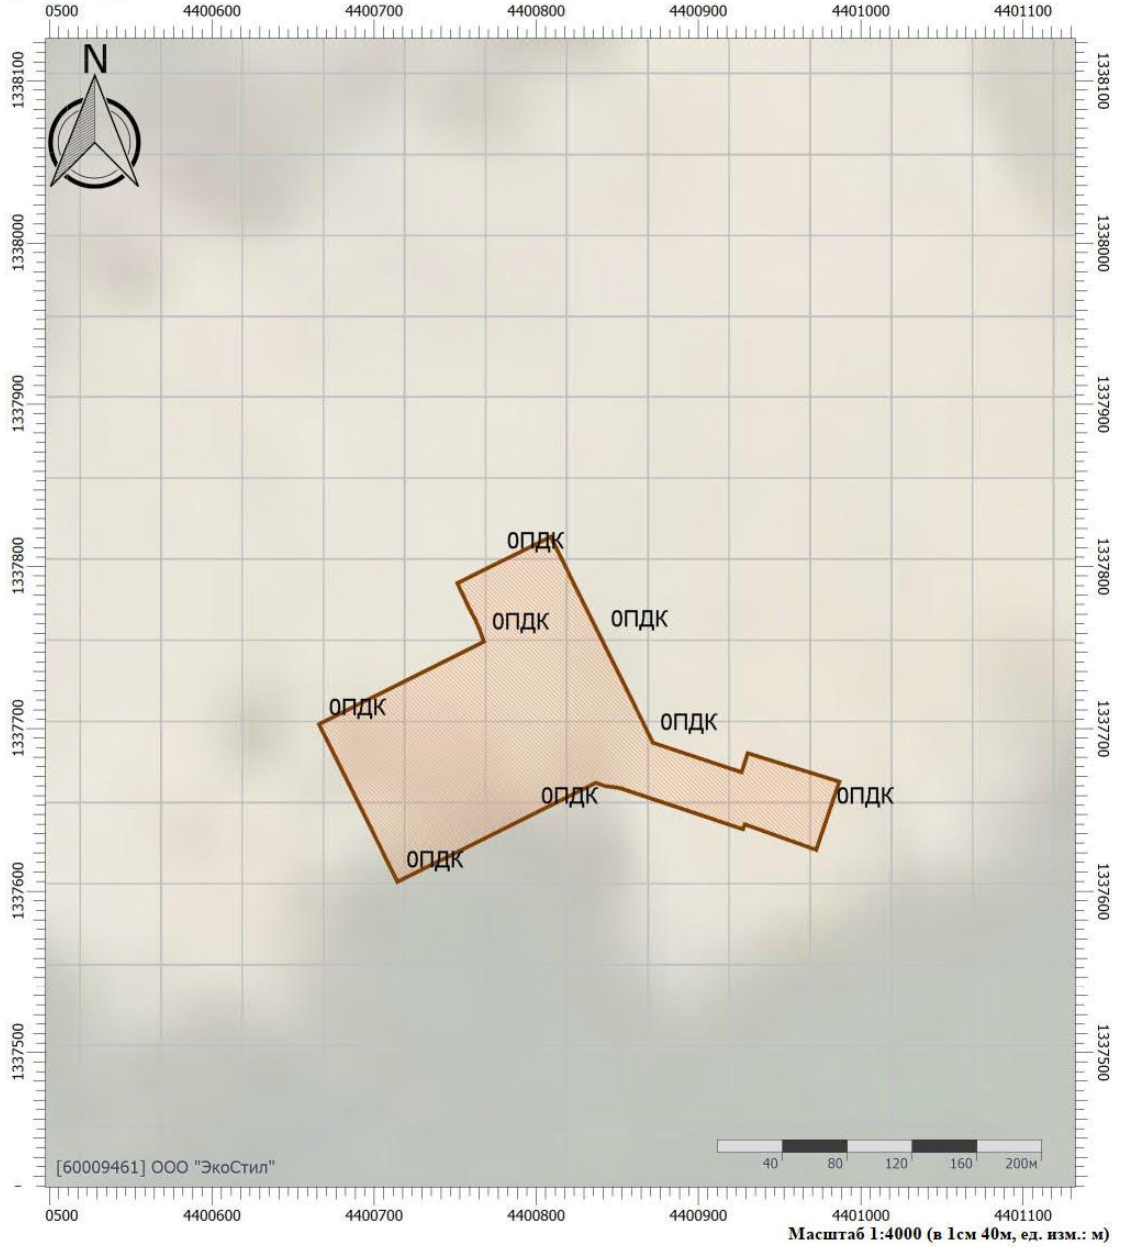 0500 4400600 4400700 4400800 4400900 4401000 4401100
N
1338100 1338100
1338000 1338000
1337900 1337900
0ПДК
1337800 1337800
0ПДК 0ПДК
0ПДК
0ПДК
1337700 1337700
0ПДК 0ПДК
0ПДК
1337600 1337600
1337500 1337500
[60009461] ООО "ЭкоСтил"
40 80 120 160 200м
0500 4400600 4400700 4400800 4400900 4401000 4401100
Масштаб 1:4000 (в 1см 40м, ед. изм.: м)